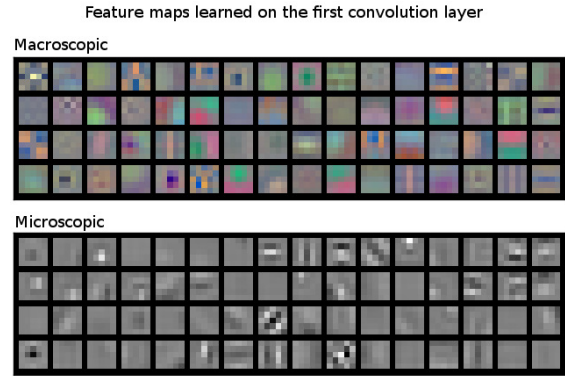 Feature maps learned on the first convolution layer
Macroscopic
Microscopic